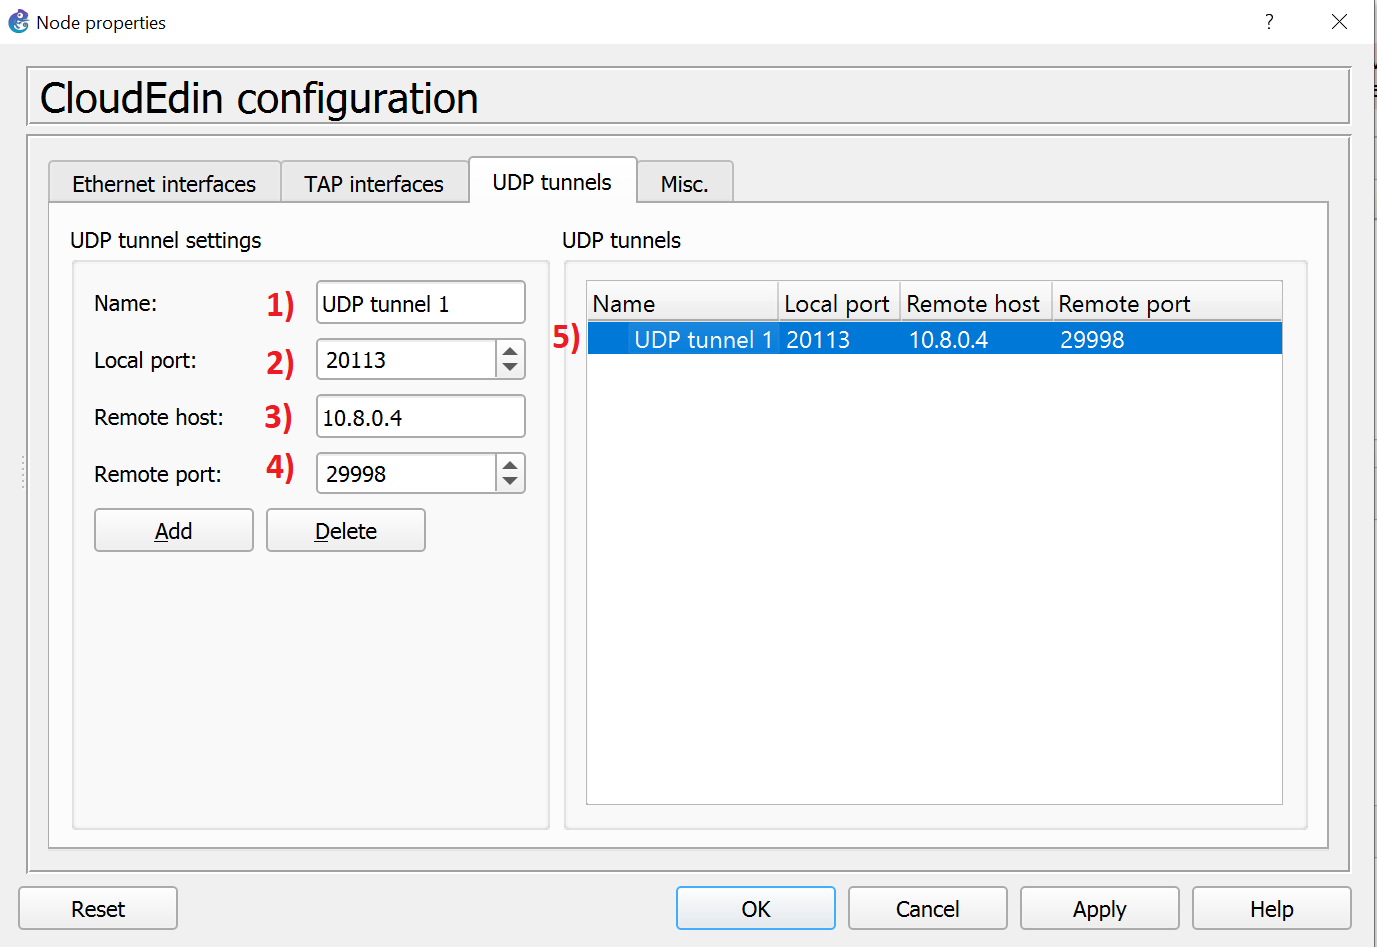 Node properties
?
CloudEdin configuration
Ethernet interfaces TAP interfaces UDP tunnels Misc.
UDP tunnel settings
Name: 1) UDP tunnel 1
Local port: 2) 20113
Remote host: 3) 10.8.0.4
Remote port: 4) 29998
Add Delete
UDP tunnels
Name Local port Remote host Remote port
5) UDP tunnel 1 20113 10.8.0.4 29998
Reset OK Cancel Apply Help